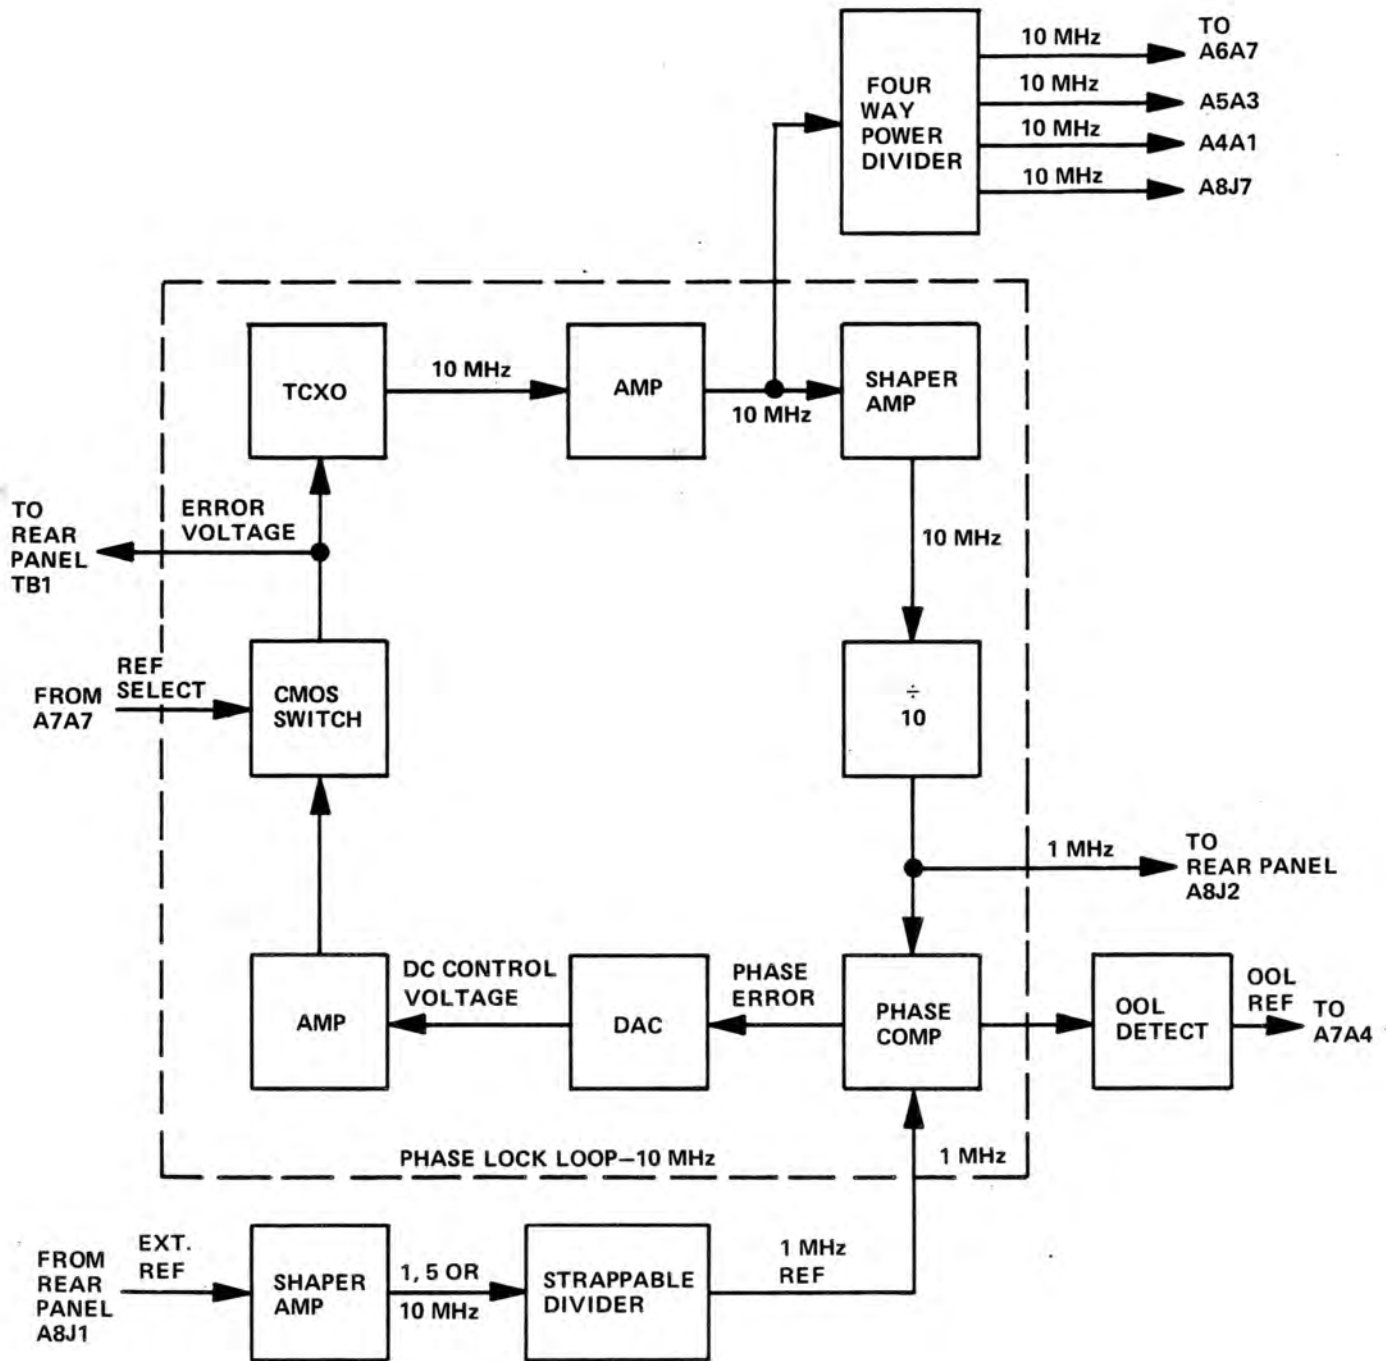 TO
10 MHz
A6A7
10 MHz
A5A3
10 MHz
A4A1
10 MHz
A8J7
FOUR
WAY
POWER
DIVIDER
TCXO
10 MHz
AMP
10 MHz
SHAPER
AMP
TO
REAR
PANEL
TB1
ERROR
VOLTAGE
10 MHz
FROM
A7A7
REF
SELECT
CMOS
SWITCH
÷
10
1 MHz
TO
REAR PANEL
A8J2
AMP
DC CONTROL
VOLTAGE
DAC
PHASE
ERROR
PHASE
COMP
OOL
DETECT
OOL
REF
TO
A7A4
PHASE LOCK LOOP–10 MHz
1 MHz
FROM
REAR
PANEL
A8J1
EXT.
REF
SHAPER
AMP
1, 5 OR
10 MHz
STRAPPABLE
DIVIDER
1 MHz
REF